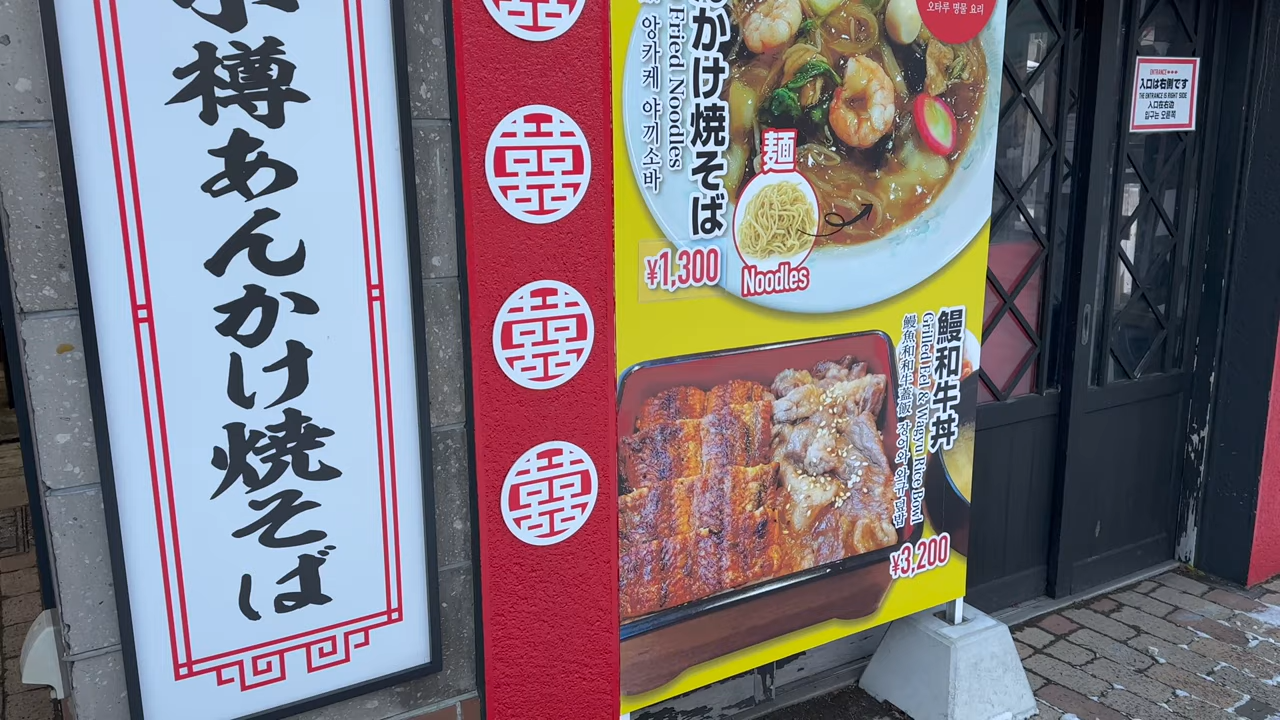 樽あんかけ焼そば
かけ焼そば
Fried Noodles
앙카케 야끼소바
오타루 명물 요리
麺
Noodles
¥1,300
鰻和牛丼
Grilled Eel & Wagyu Rice Bowl
鰻魚和和牛蓋飯 장어와 와규 덮밥
¥3,200
ENTRANCE
入口は右側です
THE ENTRANCE IS RIGHT SIDE
入口在右边
입구는 오른쪽